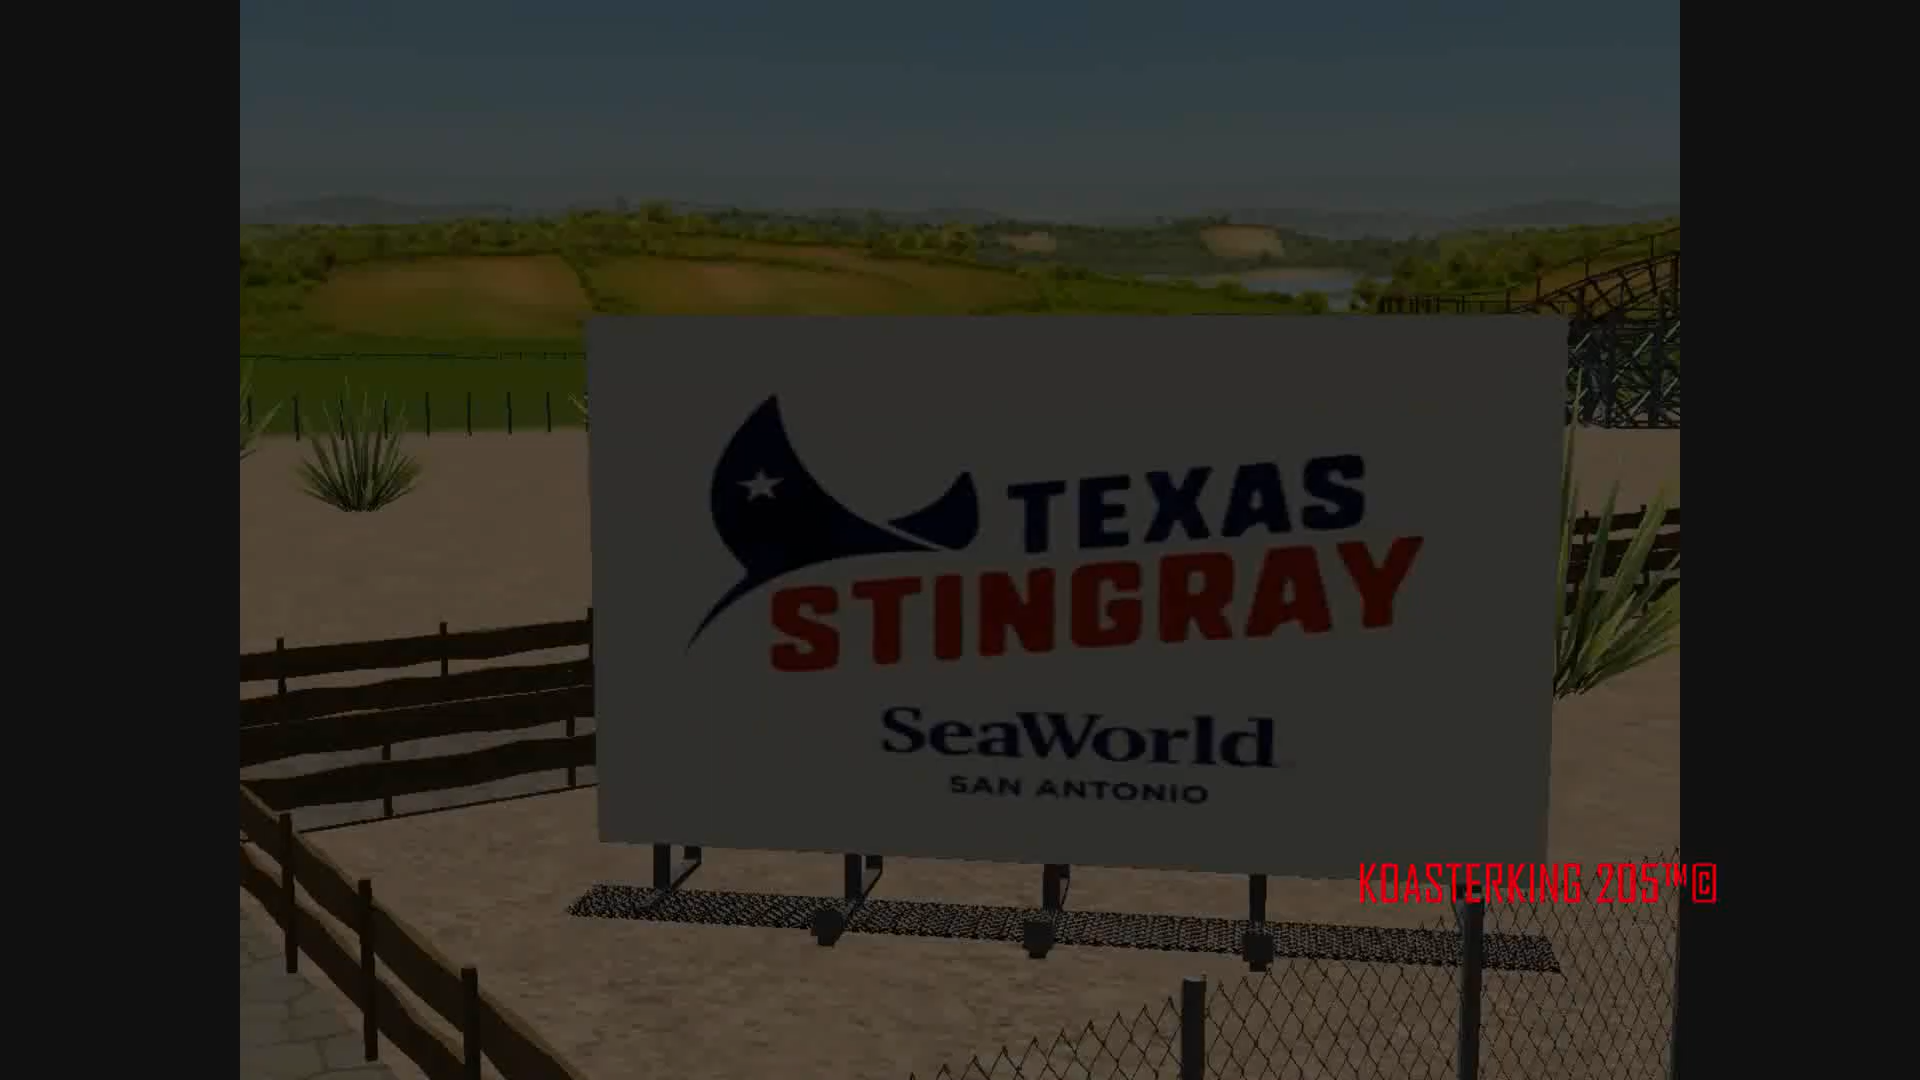 TEXAS
STINGRAY
SeaWorld
SAN ANTONIO
KOASTERKING 205™©